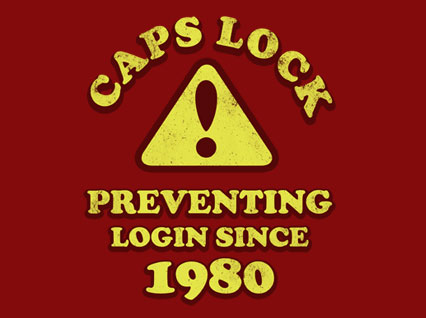 CAPS LOCK
!
PREVENTING
LOGIN SINCE
1980